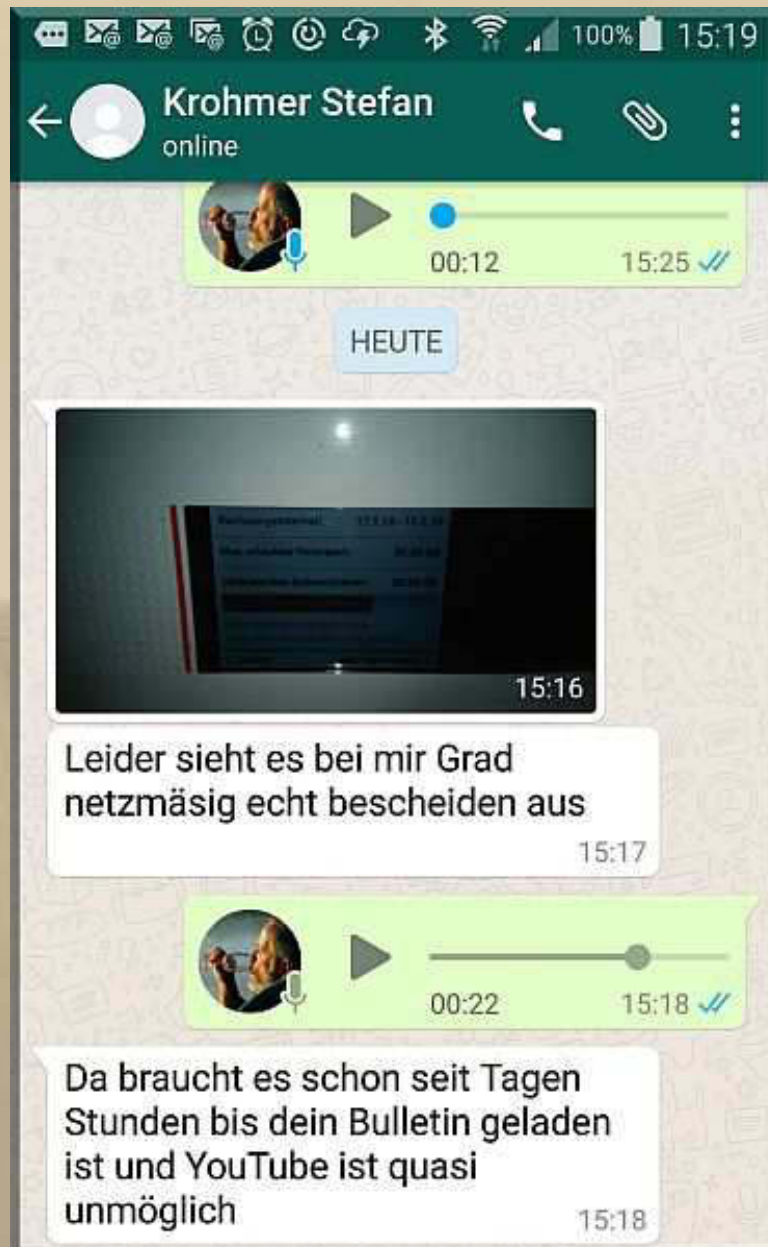 100% 15:19
Krohmer Stefan
online
00:12 15:25
HEUTE
15:16
Leider sieht es bei mir Grad
netzmäsig echt bescheiden aus
15:17
00:22 15:18
Da braucht es schon seit Tagen
Stunden bis dein Bulletin geladen
ist und YouTube ist quasi
unmöglich
15:18